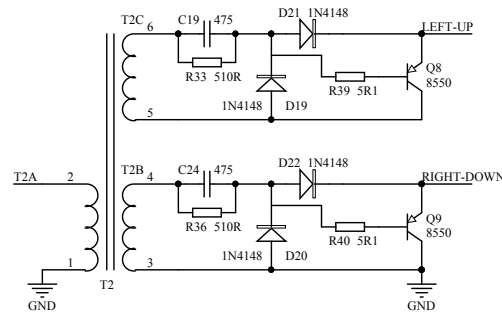 T2C
6
C19 475
D21 1N4148
LEFT-UP
R33 510R
Q8
8550
1N4148 D19
R39 5R1
5
T2A 2
T2B 4
C24 475
D22 1N4148
RIGHT-DOWN
R36 510R
Q9
8550
1N4148 D20
R40 5R1
1
3
T2
GND
GND